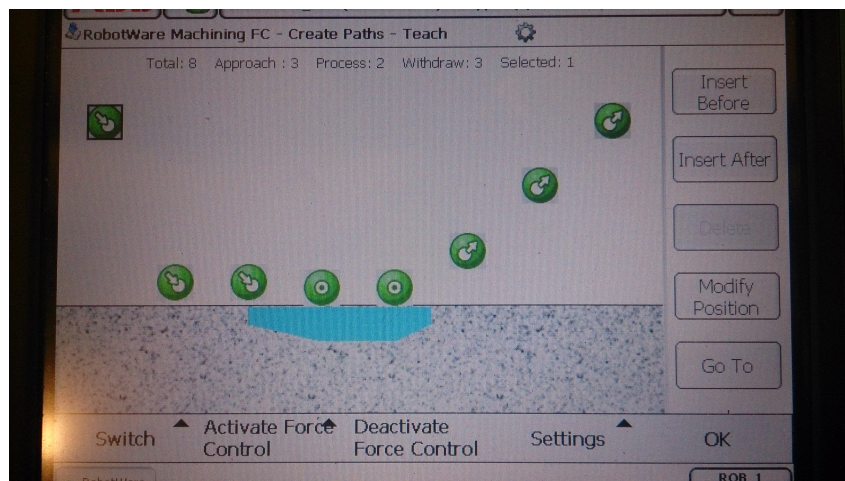 RobotWare Machining FC - Create Paths - Teach
Total: 8 Approach : 3 Process: 2 Withdraw: 3 Selected: 1
Insert
Before
Insert After
Delete
Modify
Position
Go To
Switch
Activate Force
Control
Deactivate
Force Control
Settings
OK
ROB_1